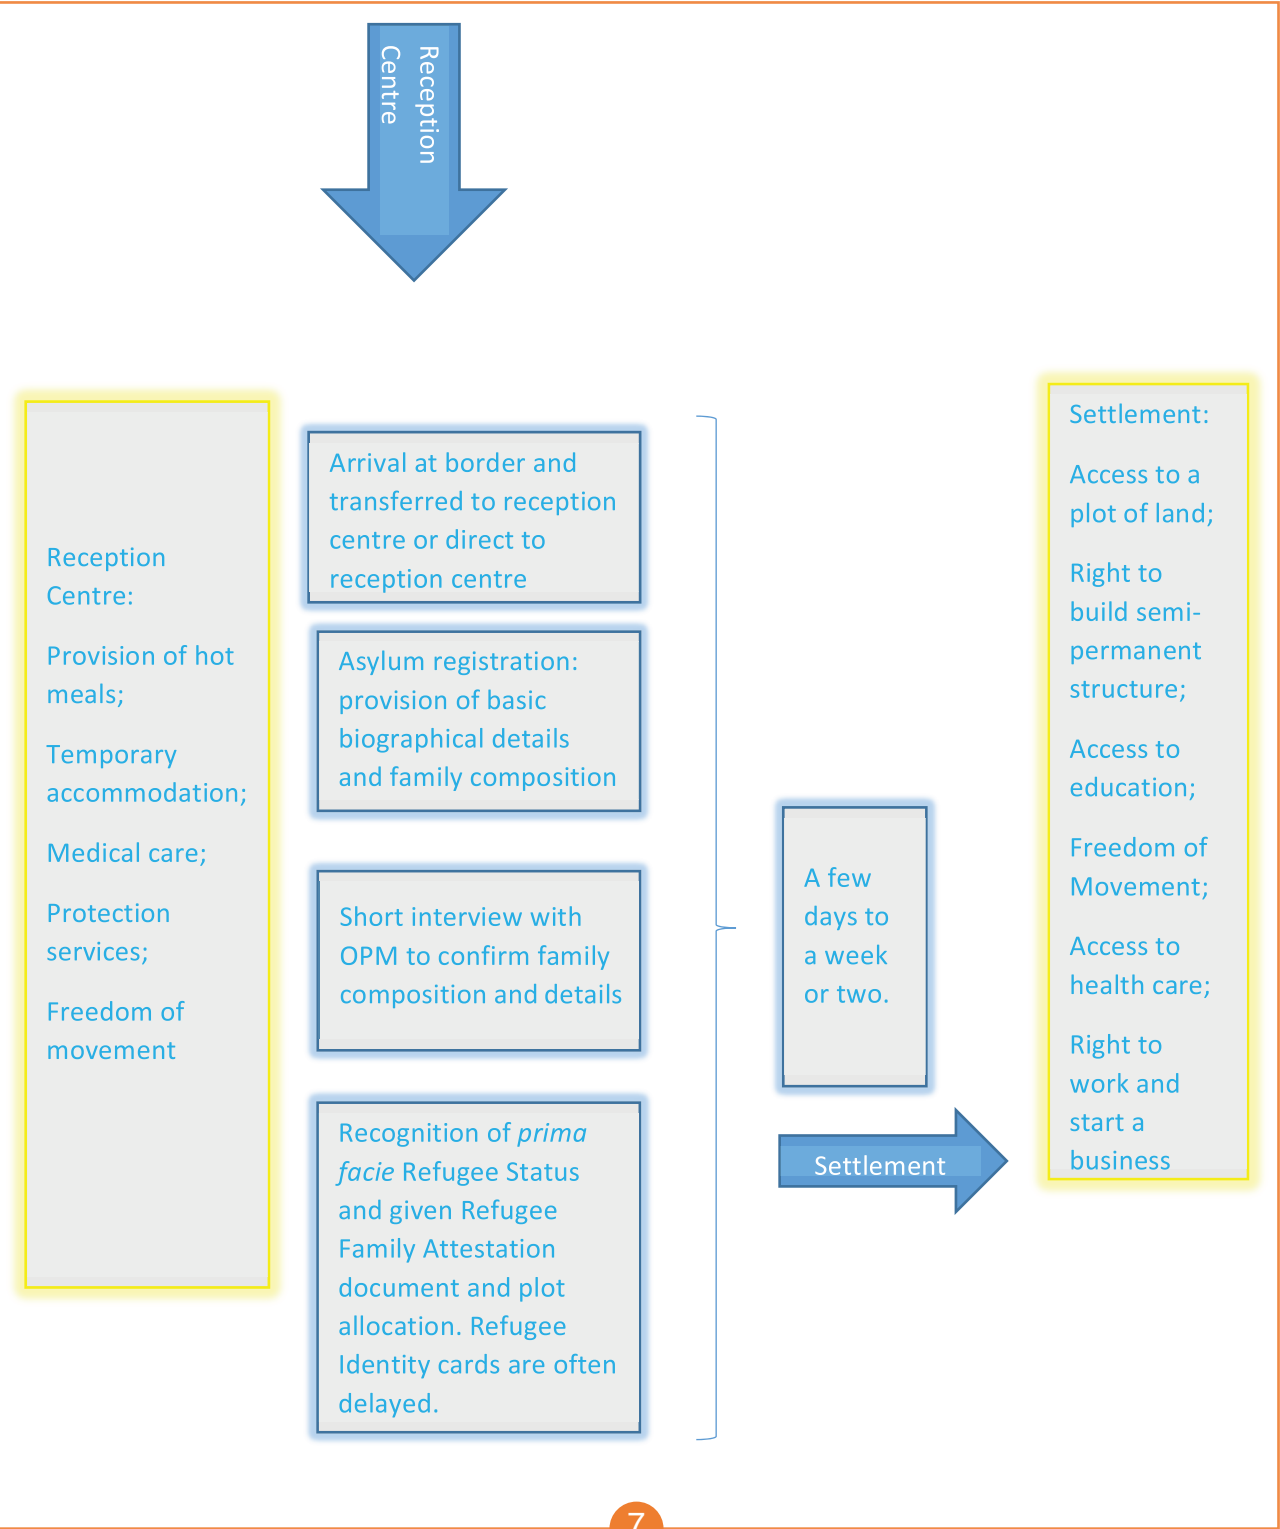 Reception
Centre
Reception
Centre:
Provision of hot
meals;
Temporary
accommodation;
Medical care;
Protection
services;
Freedom of
movement
Arrival at border and
transferred to reception
centre or direct to
reception centre
Asylum registration:
provision of basic
biographical details
and family composition
Short interview with
OPM to confirm family
composition and details
Recognition of prima
facie Refugee Status
and given Refugee
Family Attestation
document and plot
allocation. Refugee
Identity cards are often
delayed.
A few
days to
a week
or two.
Settlement
Settlement:
Access to a
plot of land;
Right to
build semi-
permanent
structure;
Access to
education;
Freedom of
Movement;
Access to
health care;
Right to
work and
start a
business
7